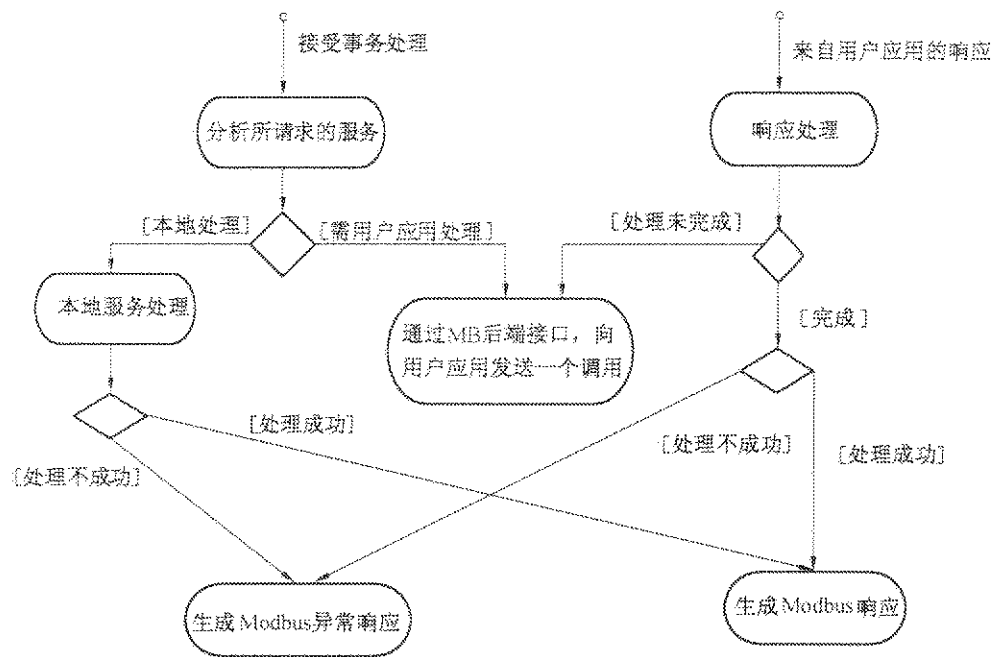 接受事务处理
来自用户应用的响应
分析所请求的服务
响应处理
[本地处理]
[需用户应用处理]
[处理未完成]
本地服务处理
通过MB后端接口，向
用户应用发送一个调用
[完成]
[处理成功]
[处理不成功]
[处理不成功]
[处理成功]
生成Modbus异常响应
生成Modbus响应